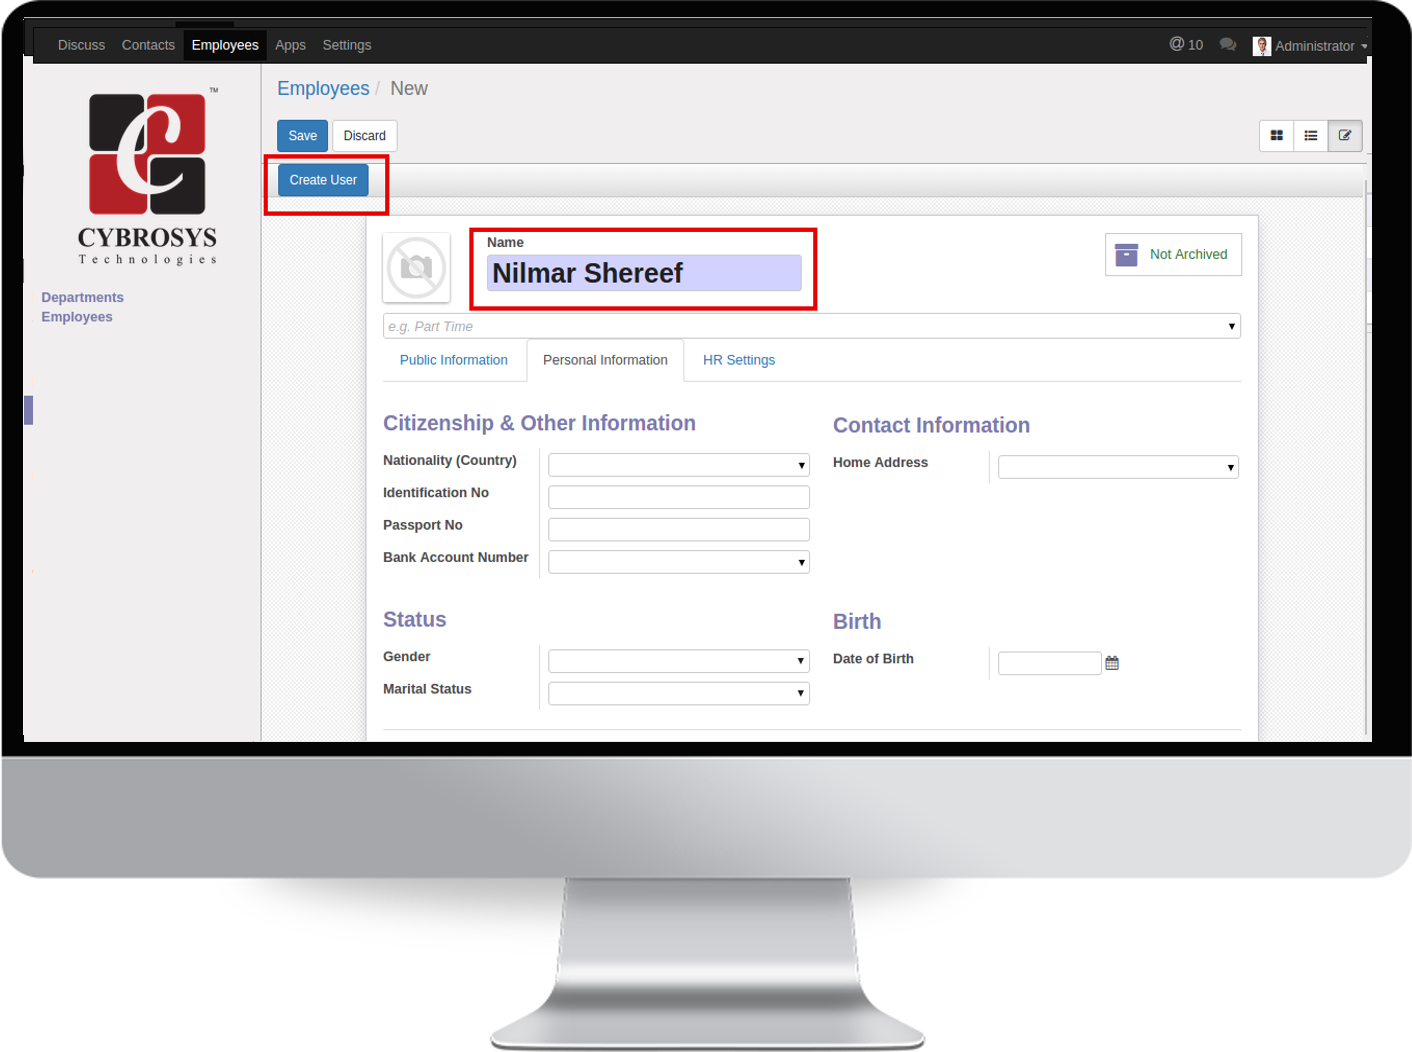 Discuss Contacts Employees Apps Settings @ 10 Administrator
Employees / New
Save Discard
Create User
™
C
CYBROSYS
Technologies
Departments
Employees
Name
Nilmar Shereef
Not Archived
e.g. Part Time
Public Information Personal Information HR Settings
Citizenship & Other Information
Nationality (Country)
Identification No
Passport No
Bank Account Number
Contact Information
Home Address
Status
Gender
Marital Status
Birth
Date of Birth